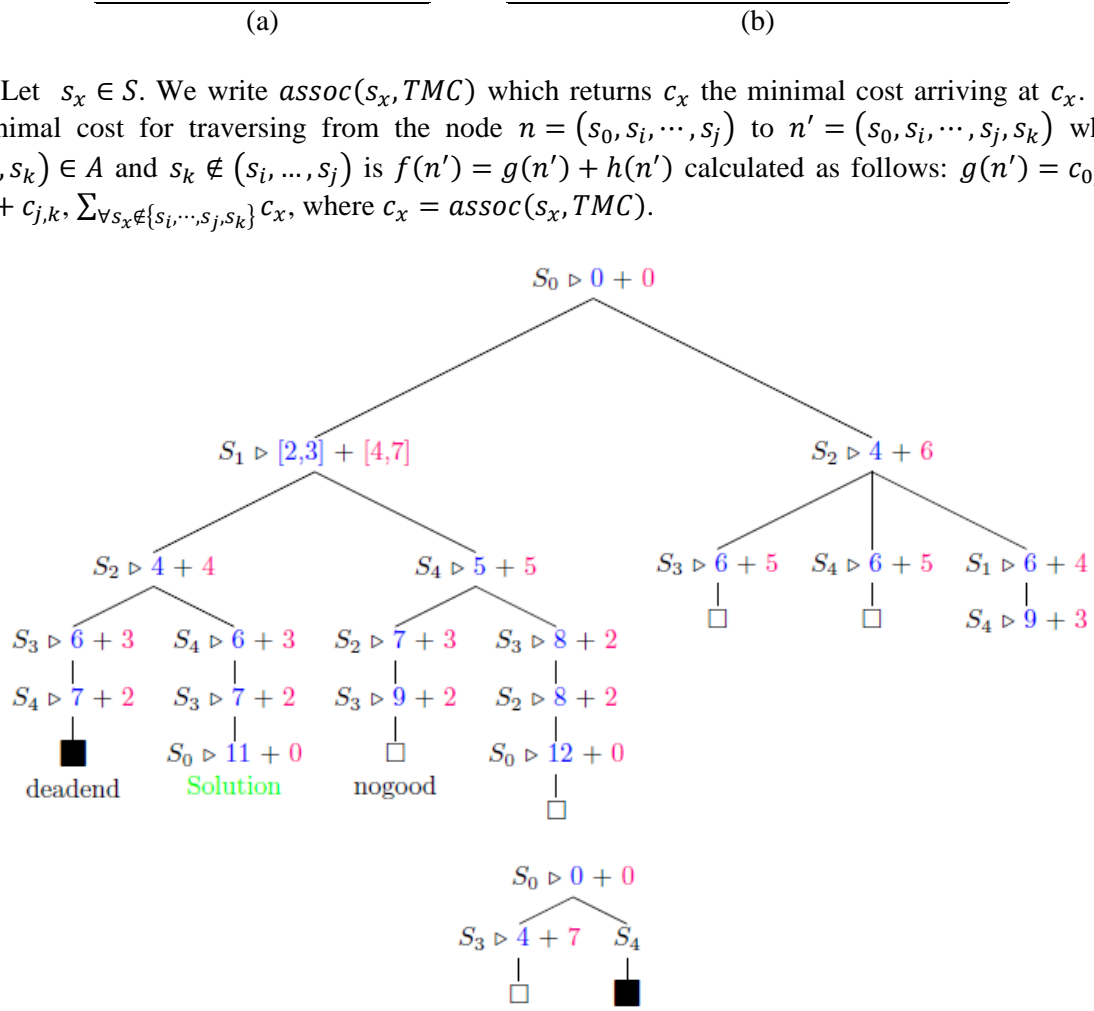 (a) (b)
Let s_x ∈ S. We write assoc(s_x, TMC) which returns c_x the minimal cost arriving at c_x.
nimal cost for traversing from the node n = (s_0, s_i, ⋯, s_j) to n′ = (s_0, s_i, ⋯, s_j, s_k) wh
, s_k) ∈ A and s_k ∉ (s_i, …, s_j) is f(n′) = g(n′) + h(n′) calculated as follows: g(n′) = c_0
+ c_{j,k}, ∑_{∀s_x∉{s_i,⋯,s_j,s_k}} c_x, where c_x = assoc(s_x, TMC).
S_0 ▹ 0 + 0
S_1 ▹ [2,3] + [4,7] S_2 ▹ 4 + 6
S_2 ▹ 4 + 4 S_4 ▹ 5 + 5 S_3 ▹ 6 + 5 S_4 ▹ 6 + 5 S_1 ▹ 6 + 4
S_4 ▹ 9 + 3
S_3 ▹ 6 + 3 S_4 ▹ 6 + 3 S_2 ▹ 7 + 3 S_3 ▹ 8 + 2
S_4 ▹ 7 + 2 S_3 ▹ 7 + 2 S_3 ▹ 9 + 2 S_2 ▹ 8 + 2
S_0 ▹ 11 + 0 S_0 ▹ 12 + 0
deadend Solution nogood
S_0 ▹ 0 + 0
S_3 ▹ 4 + 7 S_4